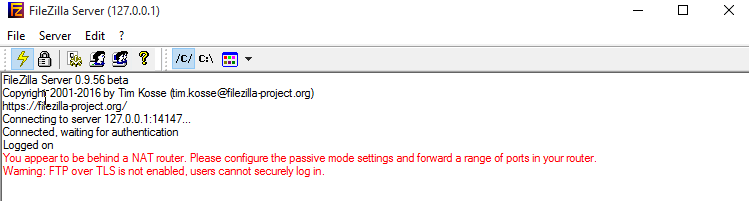 FileZilla Server (127.0.0.1)
File Server Edit ?
/C/ C:\
FileZilla Server 0.9.56 beta
Copyright 2001-2016 by Tim Kosse (tim.kosse@filezilla-project.org)
https://filezilla-project.org/
Connecting to server 127.0.0.1:14147...
Connected, waiting for authentication
Logged on
You appear to be behind a NAT router. Please configure the passive mode settings and forward a range of ports in your router.
Warning: FTP over TLS is not enabled, users cannot securely log in.